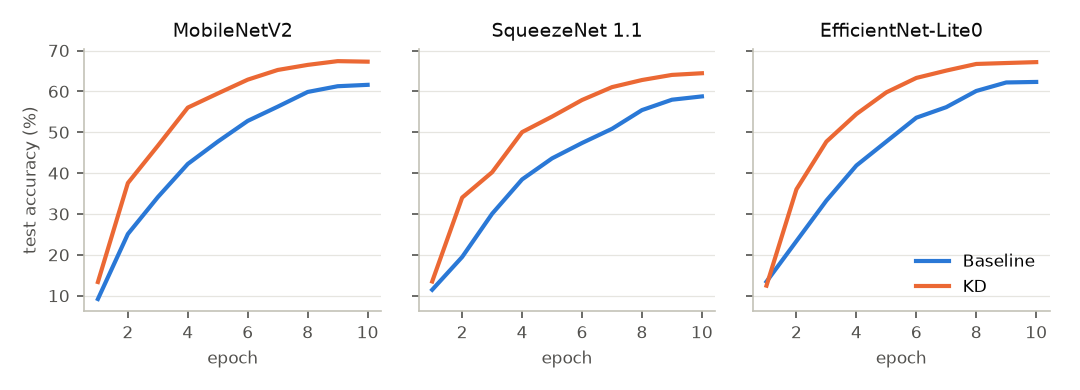 MobileNetV2
SqueezeNet 1.1
EfficientNet-Lite0
test accuracy (%)
70
60
50
40
30
20
10
2 4 6 8 10
2 4 6 8 10
2 4 6 8 10
epoch
epoch
epoch
Baseline
KD